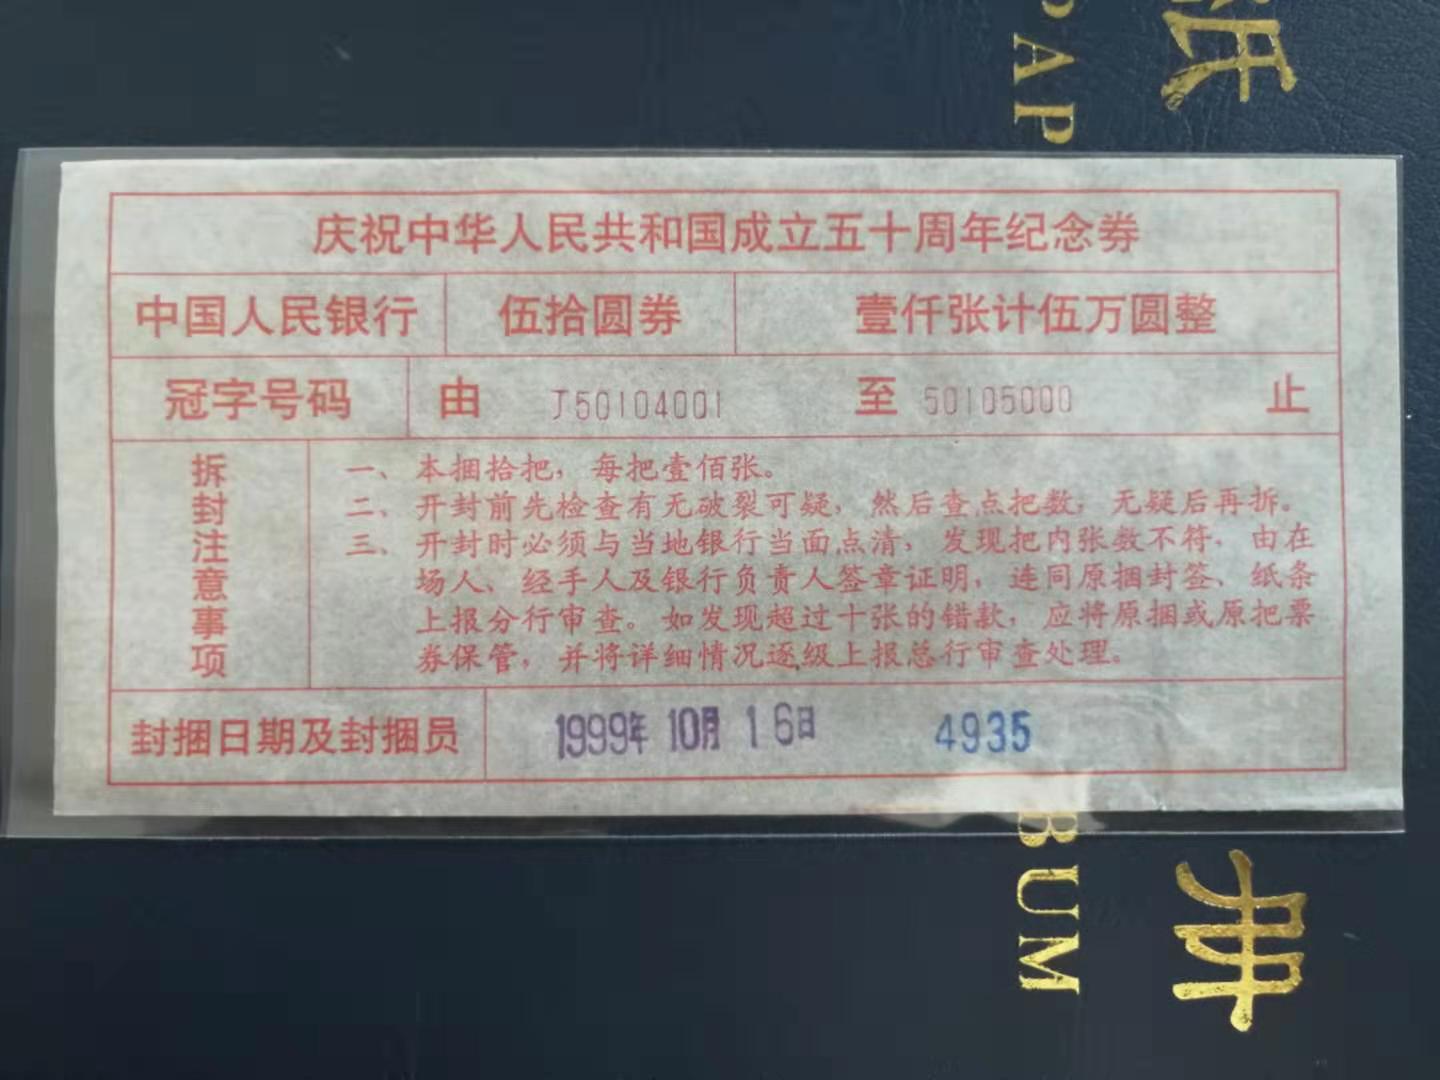 纸
PAP
庆祝中华人民共和国成立五十周年纪念券
中国人民银行 伍拾圆券 壹仟张计伍万圆整
冠字号码 由 J50104001 至 50105000 止
拆封注意事项
一、本捆拾把，每把壹佰张。
二、开封前先检查有无破裂可疑，然后查点把数，无疑后再拆。
三、开封时必须与当地银行当面点清，发现把内张数不符，由在
场人、经手人及银行负责人签章证明，连同原捆封签、纸条
上报分行审查。如发现超过十张的错款，应将原捆或原把票
券保管，并将详细情况逐级上报总行审查处理。
封捆日期及封捆员 1999年 10月 16日 4935
BUM
册